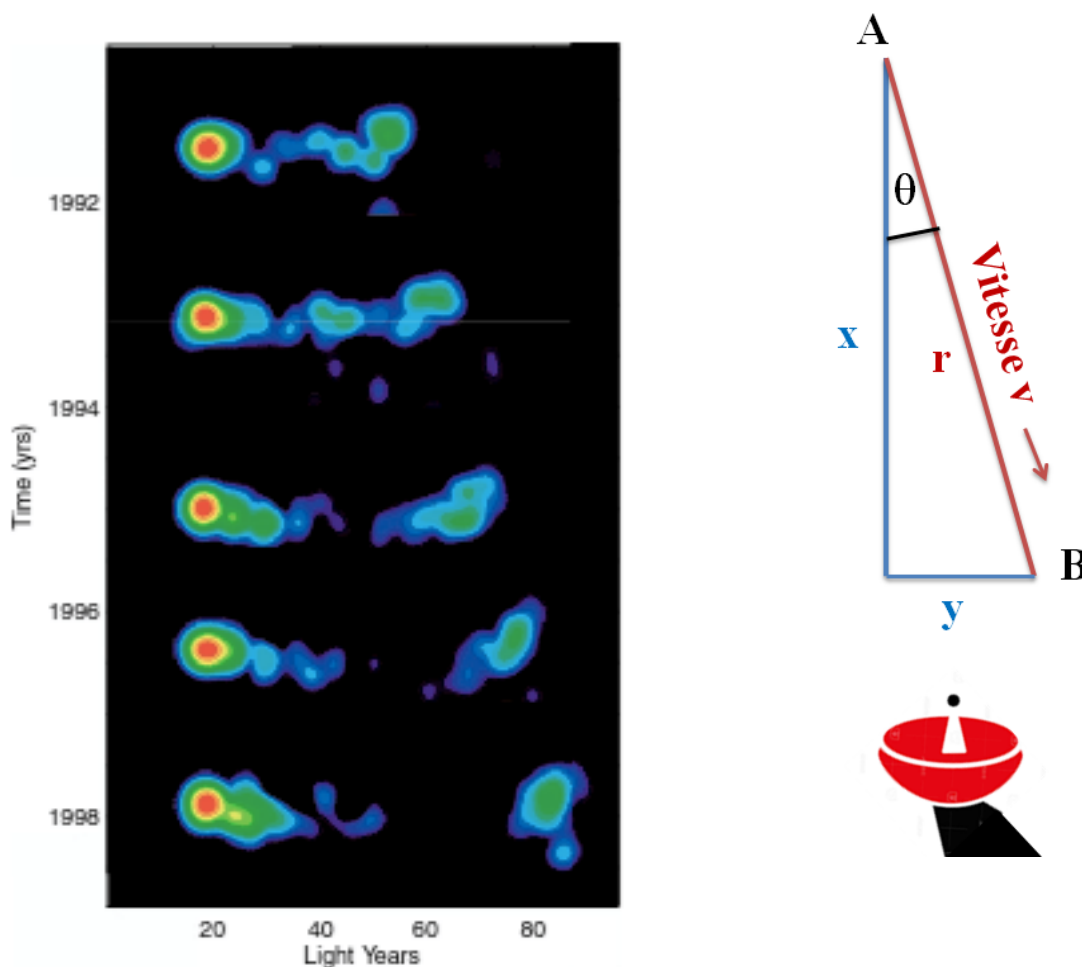 1992
1994
1996
1998
Time (yrs)
20 40 60 80
Light Years
A
θ
x
r
Vitesse v
B
y